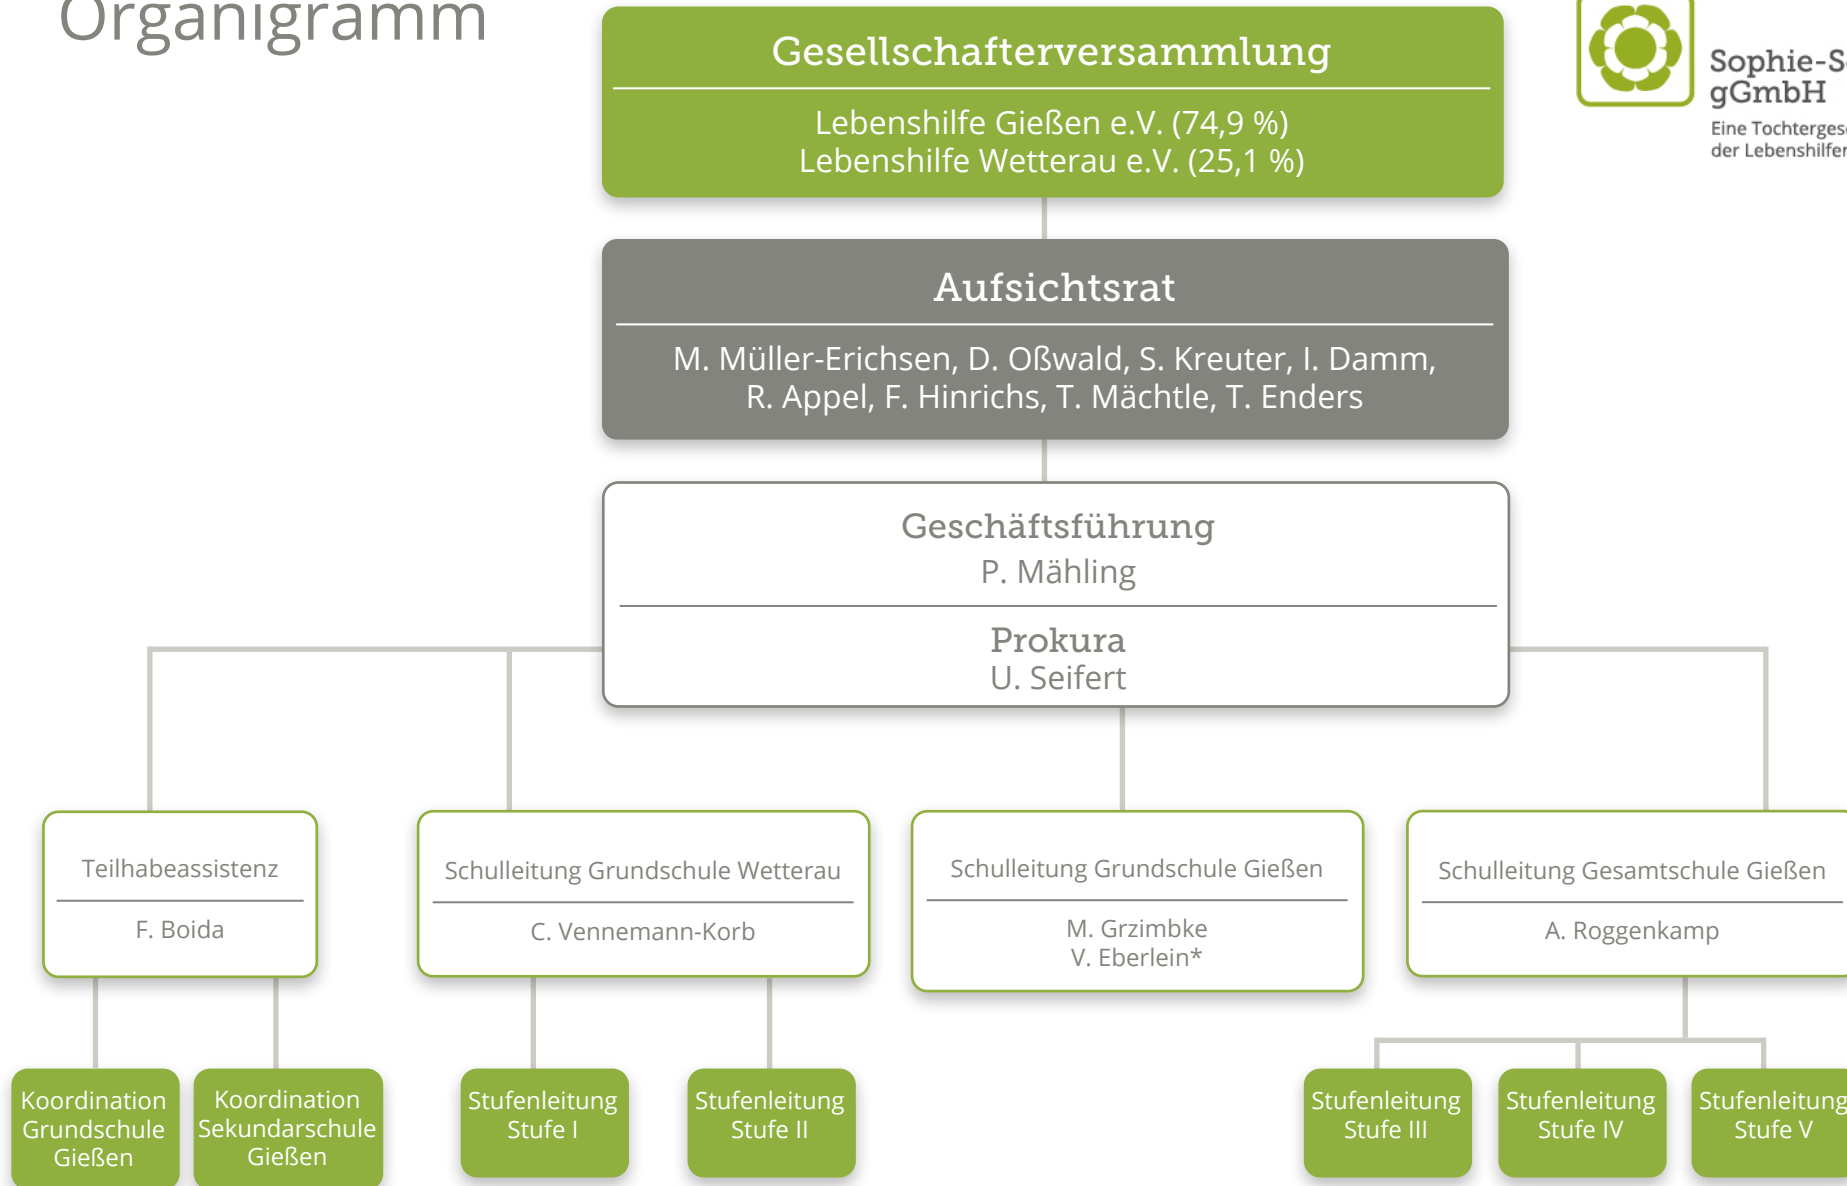 Organigramm
Gesellschafterversammlung
Lebenshilfe Gießen e.V. (74,9 %)
Lebenshilfe Wetterau e.V. (25,1 %)
gGmbH
Eine
der
Aufsichtsrat
M. Müller-Erichsen, D. Oßwald, S. Kreuter, I. Damm,
R. Appel, F. Hinrichs, T. Mächtle, T. Enders
Geschäftsführung
P. Mähling
Prokura
U. Seifert
Teilhabeassistenz
F. Boida
Schulleitung Grundschule Wetterau
C. Vennemann-Korb
Schulleitung Grundschule Gießen
M. Grzimbke
V. Eberlein*
Schulleitung Gesamtschule Gießen
A. Roggenkamp
Koordination
Grundschule
Gießen
Koordination
Sekundarschule
Gießen
Stufenleitung
Stufe I
Stufenleitung
Stufe II
Stufenleitung
Stufe III
Stufenleitung
Stufe IV
Stufenleitung
Stufe V